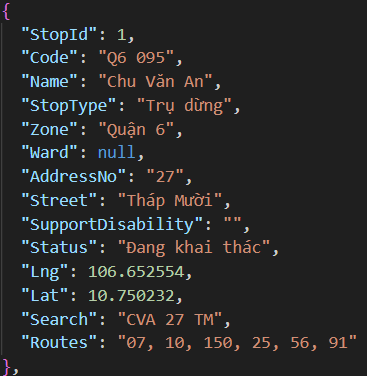 {
"StopId": 1,
"Code": "Q6 095",
"Name": "Chu Văn An",
"StopType": "Trụ dừng",
"Zone": "Quận 6",
"Ward": null,
"AddressNo": "27",
"Street": "Tháp Mười",
"SupportDisability": "",
"Status": "Đang khai thác",
"Lng": 106.652554,
"Lat": 10.750232,
"Search": "CVA 27 TM",
"Routes": "07, 10, 150, 25, 56, 91"
},